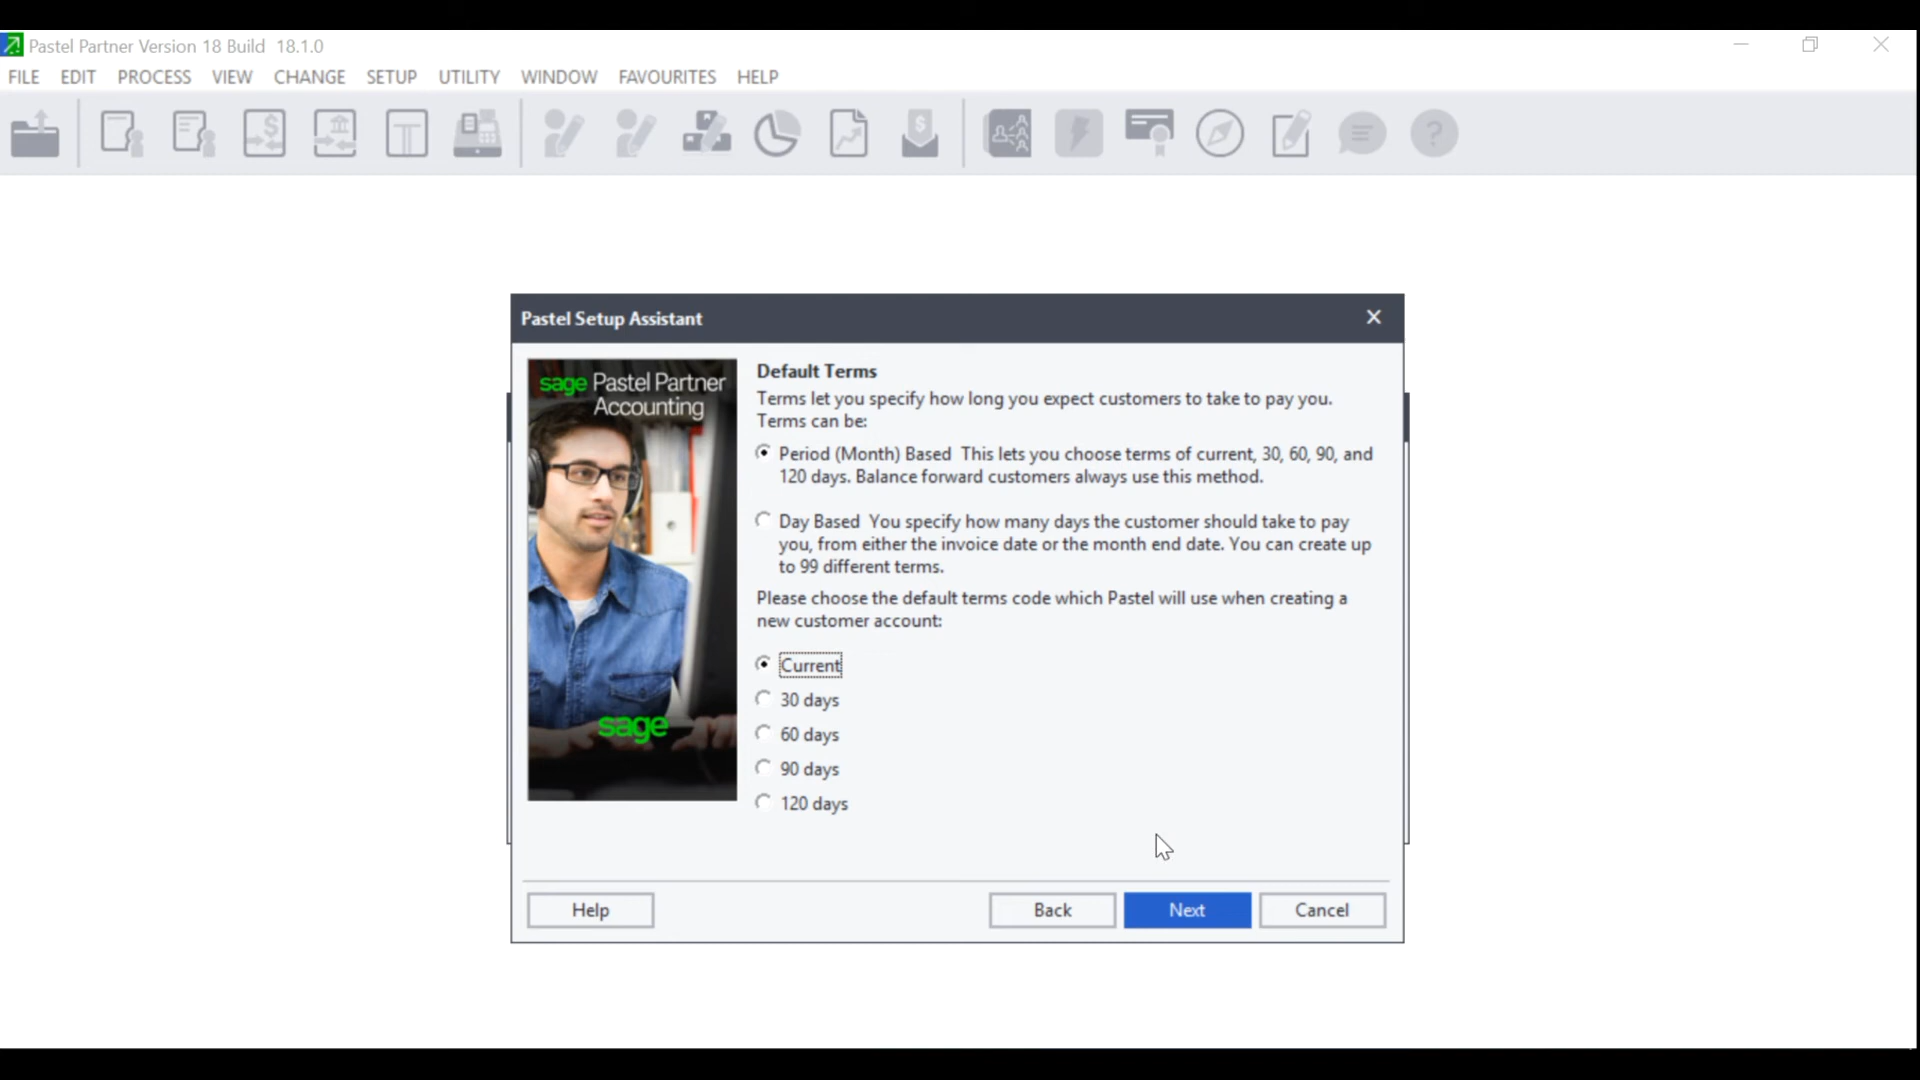 Pastel Partner Version 18 Build 18.1.0
FILE EDIT PROCESS VIEW CHANGE SETUP UTILITY WINDOW FAVOURITES HELP
Pastel Setup Assistant
sage Pastel Partner
Accounting
sage
Default Terms
Terms let you specify how long you expect customers to take to pay you.
Terms can be:
Period (Month) Based This lets you choose terms of current, 30, 60, 90, and
120 days. Balance forward customers always use this method.
Day Based You specify how many days the customer should take to pay
you, from either the invoice date or the month end date. You can create up
to 99 different terms.
Please choose the default terms code which Pastel will use when creating a
new customer account:
Current
30 days
60 days
90 days
120 days
Help Back Next Cancel